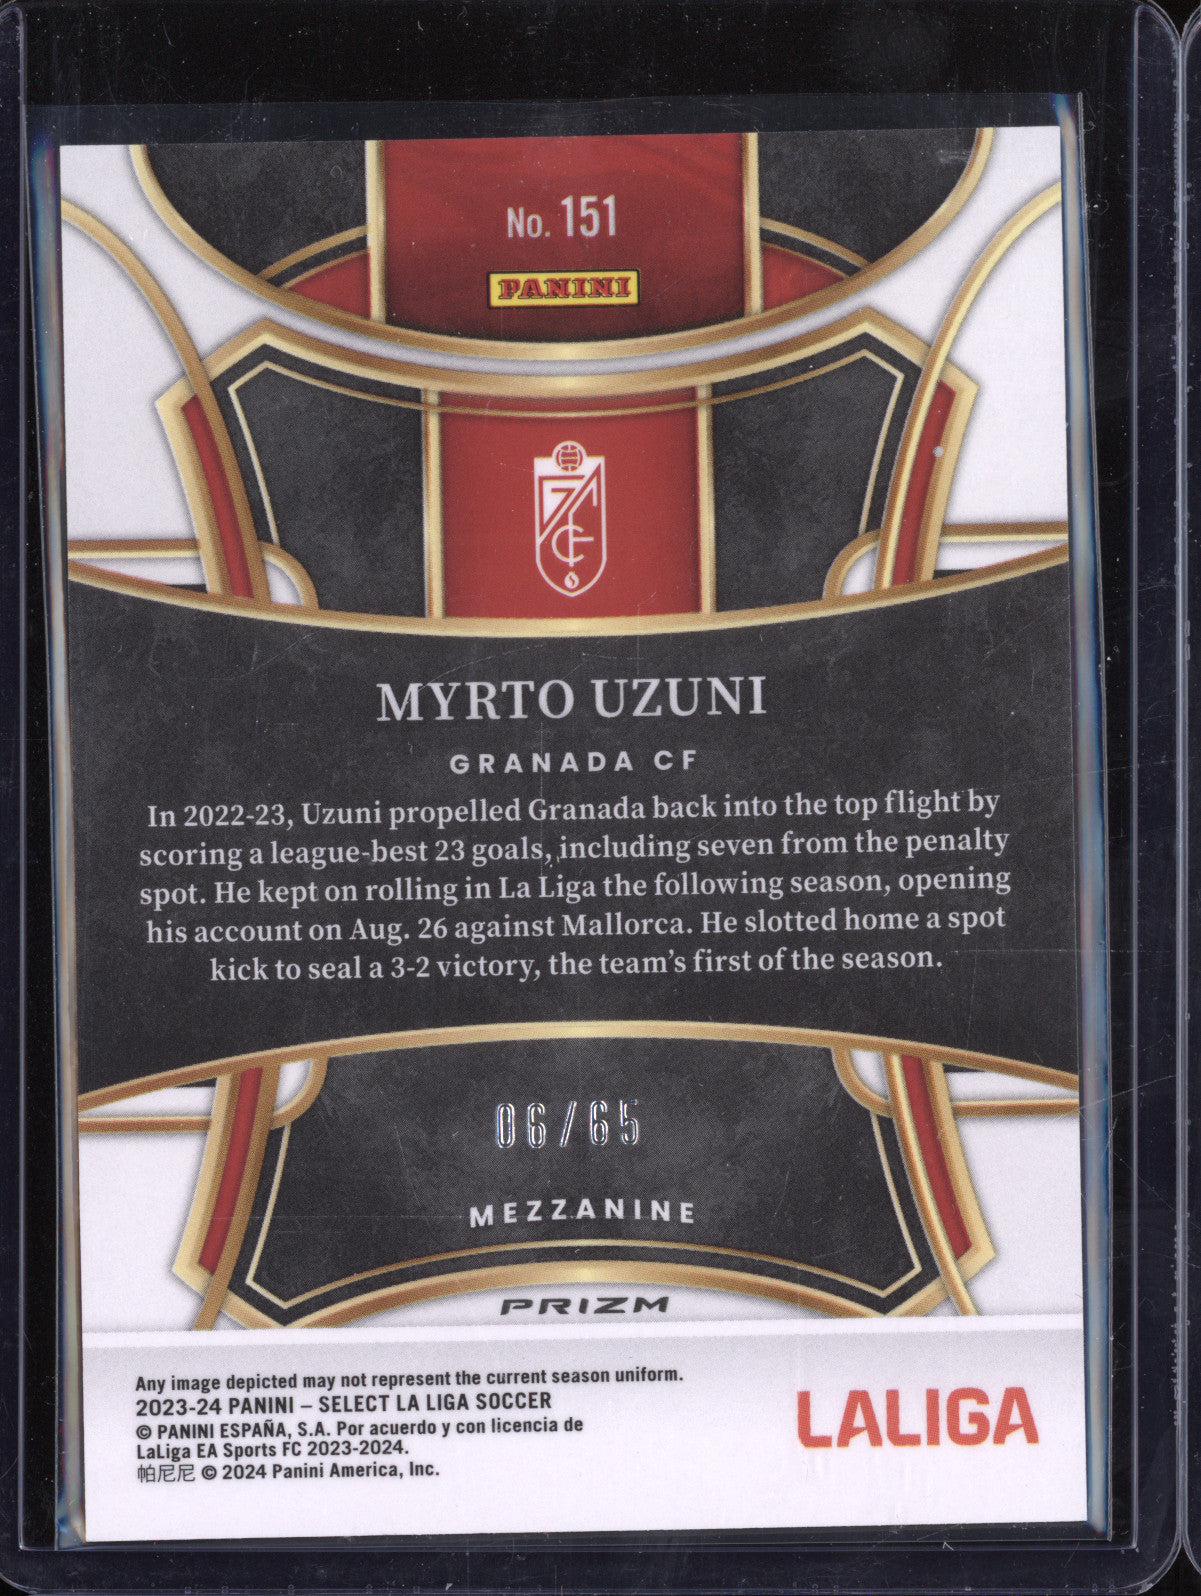 No. 151
PANINI
MYRTO UZUNI
GRANADA CF
In 2022-23, Uzuni propelled Granada back into the top flight by
scoring a league-best 23 goals, including seven from the penalty
spot. He kept on rolling in La Liga the following season, opening
his account on Aug. 26 against Mallorca. He slotted home a spot
kick to seal a 3-2 victory, the team's first of the season.
06/65
MEZZANINE
PRIZM
Any image depicted may not represent the current season uniform.
2023-24 PANINI – SELECT LA LIGA SOCCER
© PANINI ESPAÑA, S.A. Por acuerdo y con licencia de
LaLiga EA Sports FC 2023-2024.
帕尼尼 © 2024 Panini America, Inc.
LALIGA